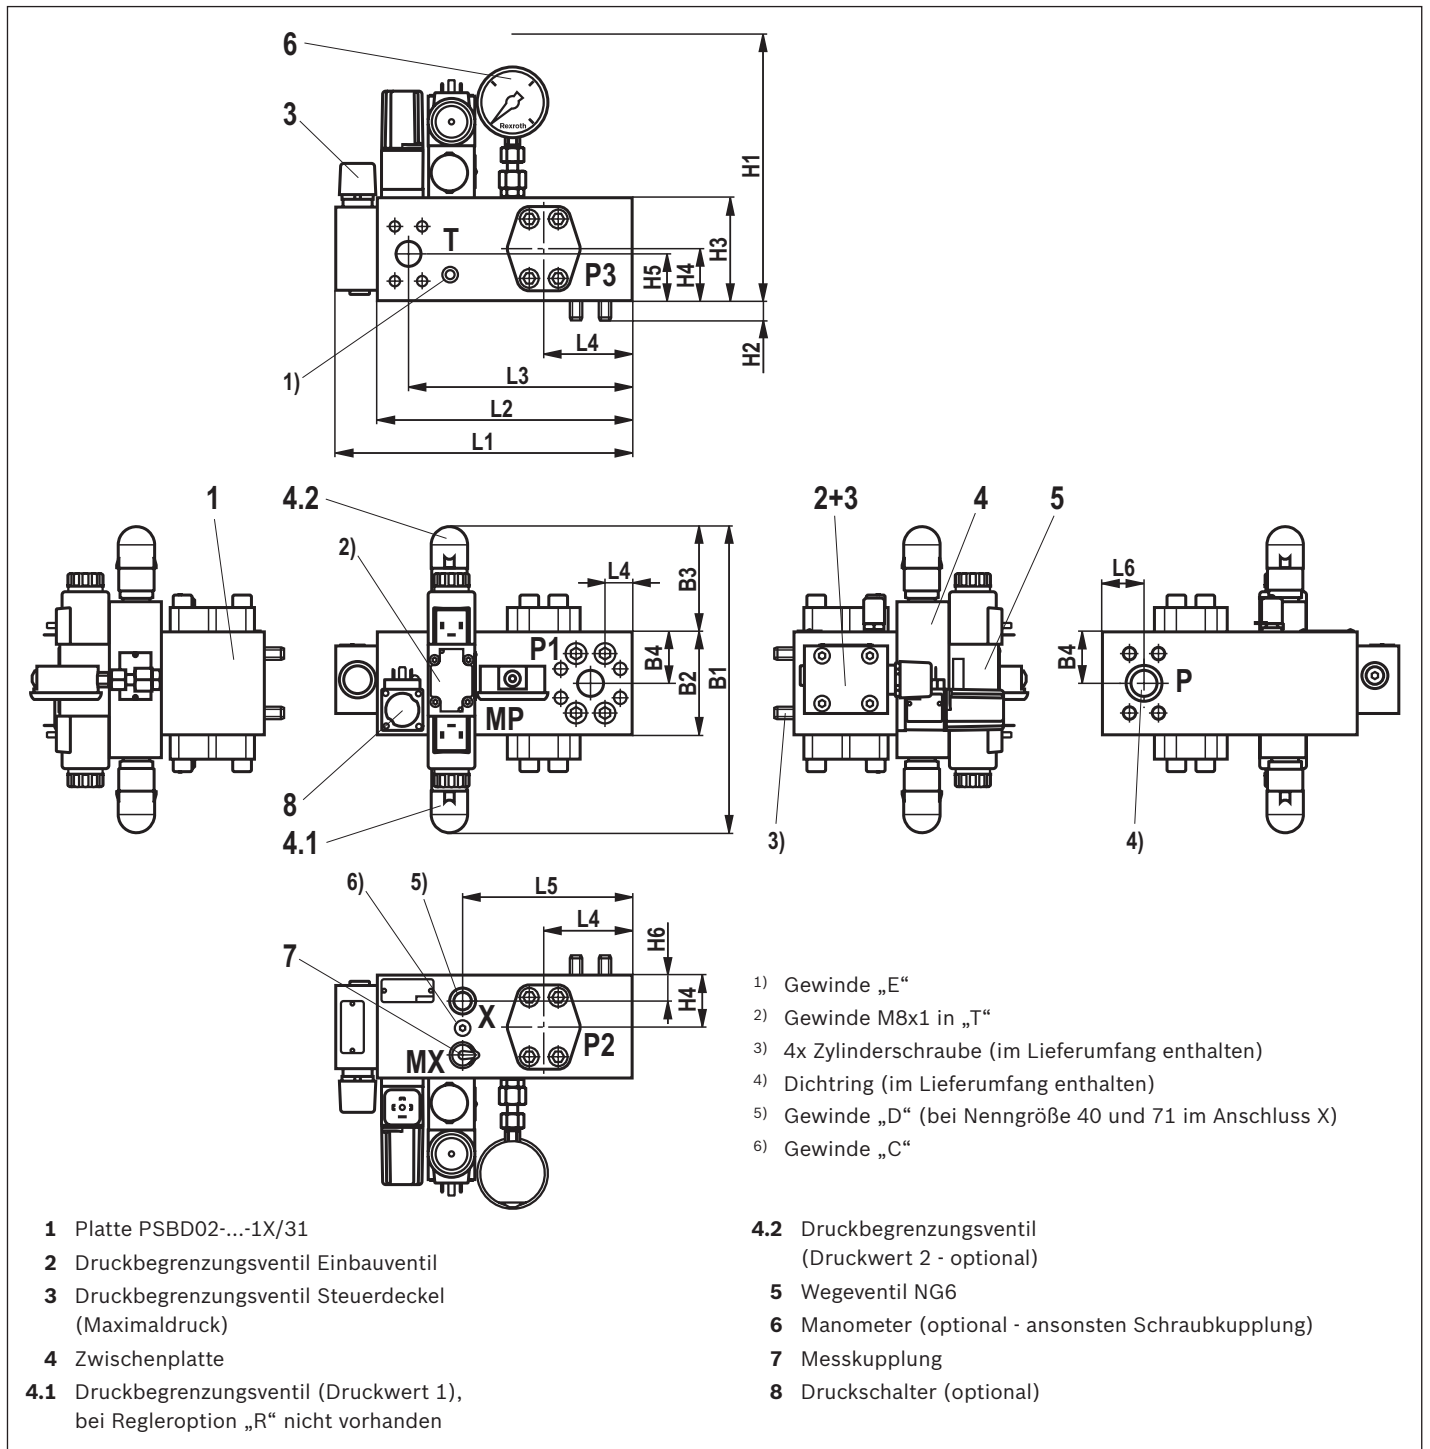 6
3
Rexroth
T
P3
H1
H3
H5
H4
H2
1)
L4
L3
L2
L1
1
4.2
2)
P1
MP
L4
B3
B4
B2
B1
8
4.1
2+3
4
5
3)
L6
B4
P
4)
6)
5)
7
L5
L4
H6
H4
X
MX
P2
1) Gewinde „E“
2) Gewinde M8x1 in „T“
3) 4x Zylinderschraube (im Lieferumfang enthalten)
4) Dichtring (im Lieferumfang enthalten)
5) Gewinde „D“ (bei Nenngröße 40 und 71 im Anschluss X)
6) Gewinde „C“
1 Platte PSBD02-...-1X/31
2 Druckbegrenzungsventil Einbauventil
3 Druckbegrenzungsventil Steuerdeckel
(Maximaldruck)
4 Zwischenplatte
4.1 Druckbegrenzungsventil (Druckwert 1),
bei Regleroption „R“ nicht vorhanden
4.2 Druckbegrenzungsventil
(Druckwert 2 - optional)
5 Wegeventil NG6
6 Manometer (optional - ansonsten Schraubkupplung)
7 Messkupplung
8 Druckschalter (optional)